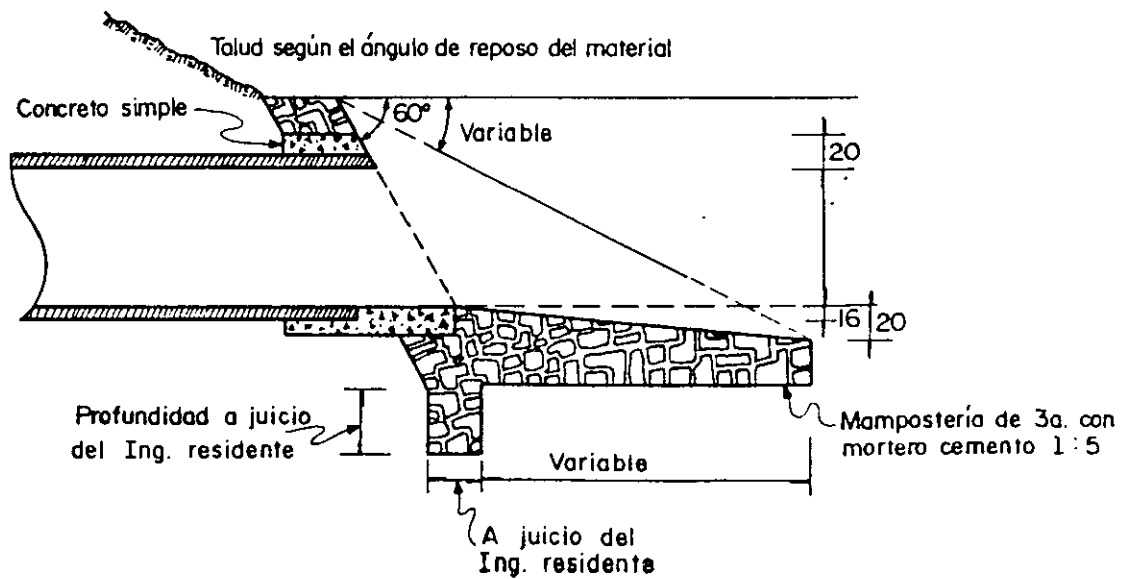 Talud según el ángulo de reposo del material
Concreto simple
60°
Variable
20
16
20
Profundidad a juicio
del Ing. residente
Mampostería de 3a. con
mortero cemento 1:5
Variable
A juicio del
Ing. residente